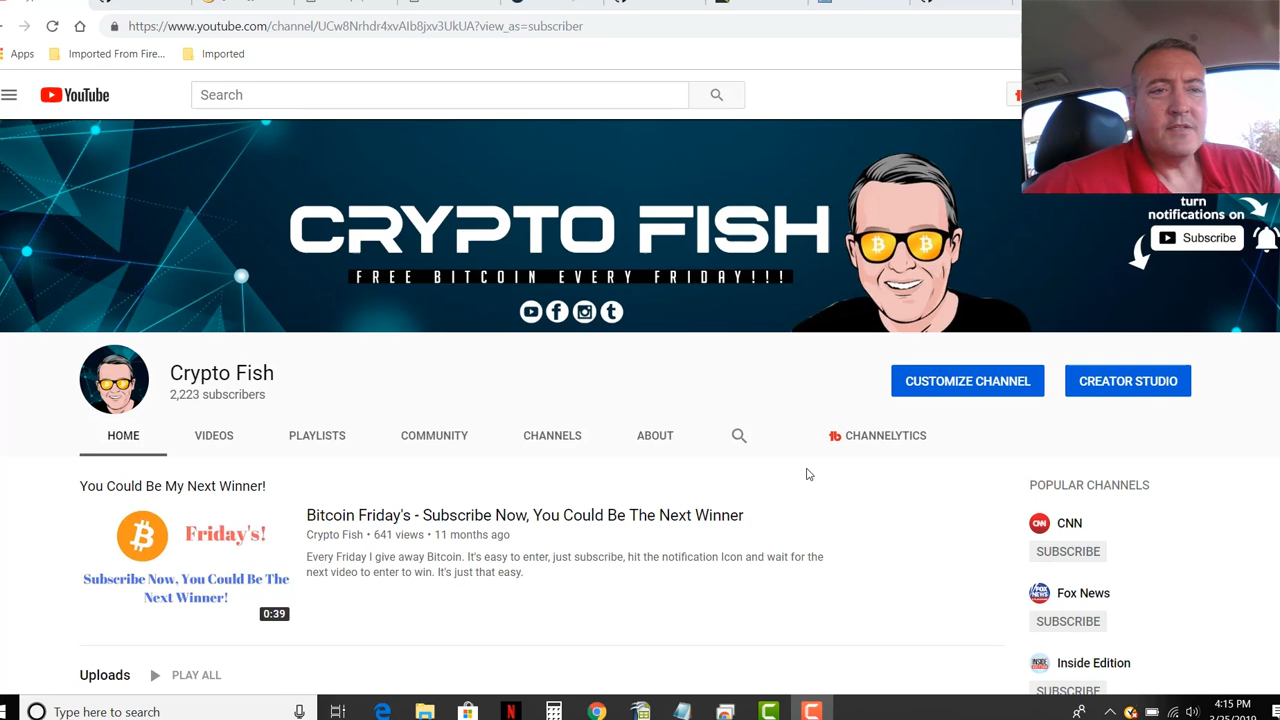 https://www.youtube.com/channel/UCw8Nrhdr4xvAIb8jxv3UkUA?view_as=subscriber
Apps Imported From Fire... Imported
YouTube
Search
CRYPTO FISH
FREE BITCOIN EVERY FRIDAY!!!
turn
notifications on
Subscribe
Crypto Fish
2,223 subscribers
CUSTOMIZE CHANNEL
CREATOR STUDIO
HOME VIDEOS PLAYLISTS COMMUNITY CHANNELS ABOUT CHANNELYTICS
You Could Be My Next Winner!
Friday's!
Subscribe Now, You Could Be The
Next Winner!
0:39
Bitcoin Friday's - Subscribe Now, You Could Be The Next Winner
Crypto Fish • 641 views • 11 months ago
Every Friday I give away Bitcoin. It's easy to enter, just subscribe, hit the notification Icon and wait for the
next video to enter to win. It's just that easy.
POPULAR CHANNELS
CNN
CNN
SUBSCRIBE
FOX NEWS
Fox News
SUBSCRIBE
INSIDE EDITION
Inside Edition
SUBSCRIBE
Uploads PLAY ALL
Type here to search
4:15 PM